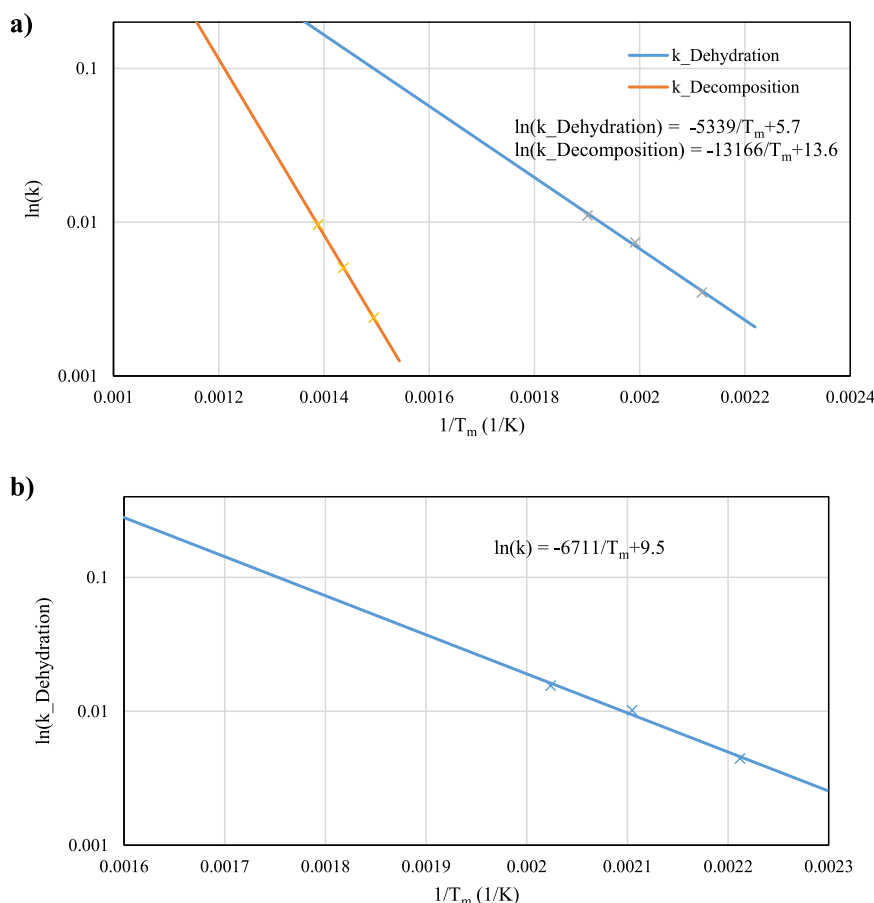 a)
ln(k)
0.1
0.01
0.001
k_Dehydration
k_Decomposition
ln(k_Dehydration) = -5339/Tm+5.7
ln(k_Decomposition) = -13166/Tm+13.6
0.001 0.0012 0.0014 0.0016 0.0018 0.002 0.0022 0.0024
1/Tm (1/K)
b)
ln(k_Dehydration)
ln(k) = -6711/Tm+9.5
0.1
0.01
0.001
0.0016 0.0017 0.0018 0.0019 0.002 0.0021 0.0022 0.0023
1/Tm (1/K)